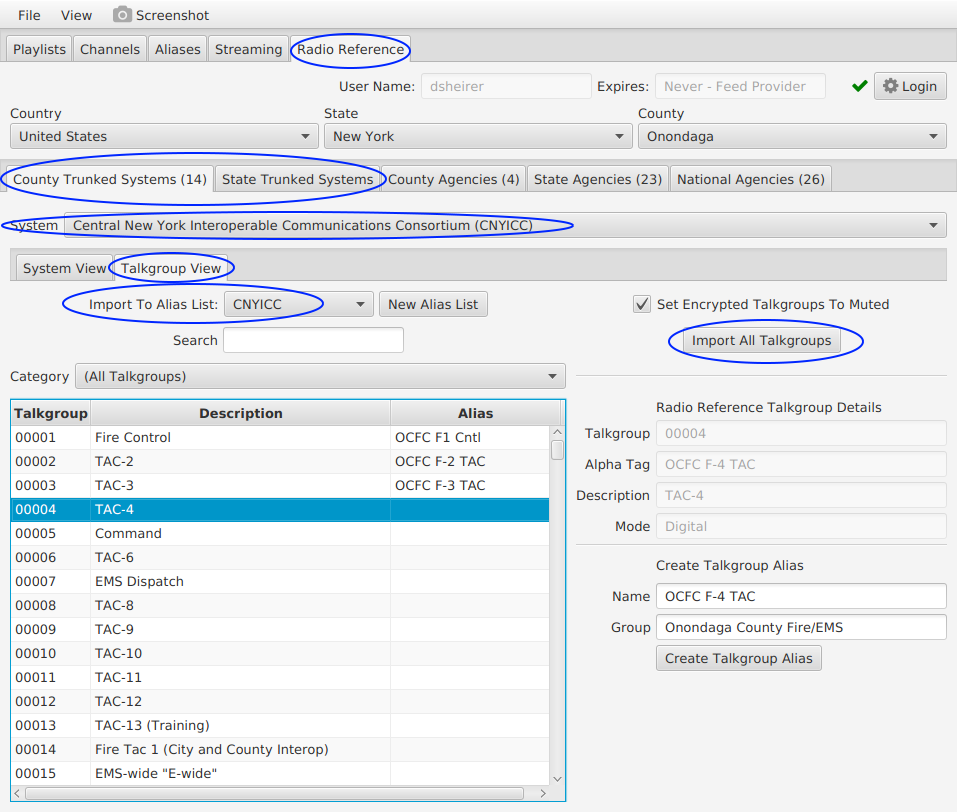 File View Screenshot
Playlists Channels Aliases Streaming Radio Reference
User Name: dsheirer Expires: Never - Feed Provider Login
Country State County
United States New York Onondaga
County Trunked Systems (14) State Trunked Systems County Agencies (4) State Agencies (23) National Agencies (26)
System Central New York Interoperable Communications Consortium (CNYICC)
System View Talkgroup View
Import To Alias List: CNYICC New Alias List Set Encrypted Talkgroups To Muted
Search Import All Talkgroups
Category (All Talkgroups)
Talkgroup Description Alias
00001 Fire Control OCFC F1 Cntl
00002 TAC-2 OCFC F-2 TAC
00003 TAC-3 OCFC F-3 TAC
00004 TAC-4
00005 Command
00006 TAC-6
00007 EMS Dispatch
00008 TAC-8
00009 TAC-9
00010 TAC-10
00011 TAC-11
00012 TAC-12
00013 TAC-13 (Training)
00014 Fire Tac 1 (City and County Interop)
00015 EMS-wide "E-wide"
Radio Reference Talkgroup Details
Talkgroup 00004
Alpha Tag OCFC F-4 TAC
Description TAC-4
Mode Digital
Create Talkgroup Alias
Name OCFC F-4 TAC
Group Onondaga County Fire/EMS
Create Talkgroup Alias